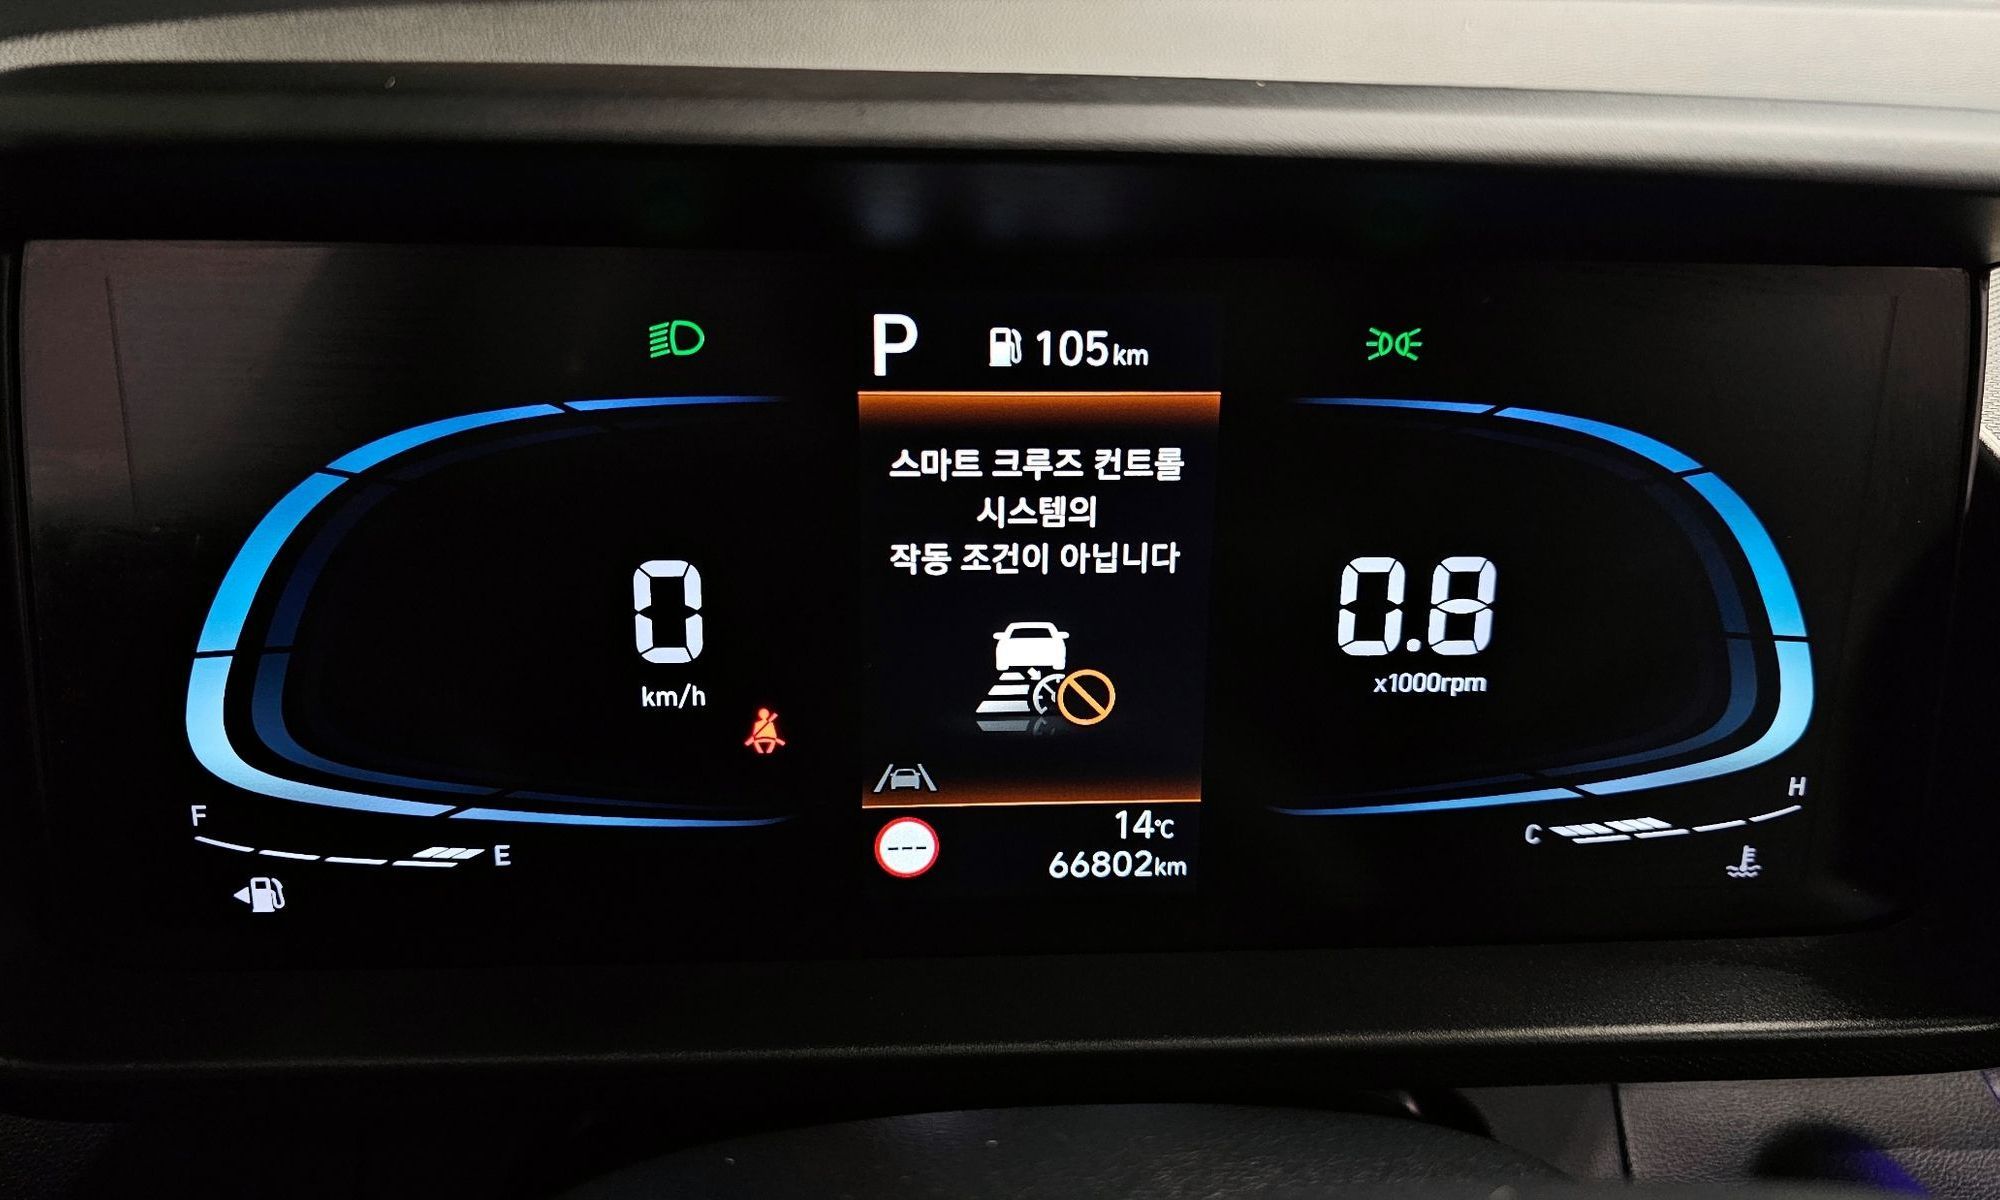 P 105km
스마트 크루즈 컨트롤
시스템의
작동 조건이 아닙니다
0
km/h
0.8
x1000rpm
F
E
C
H
---
14℃
66802km